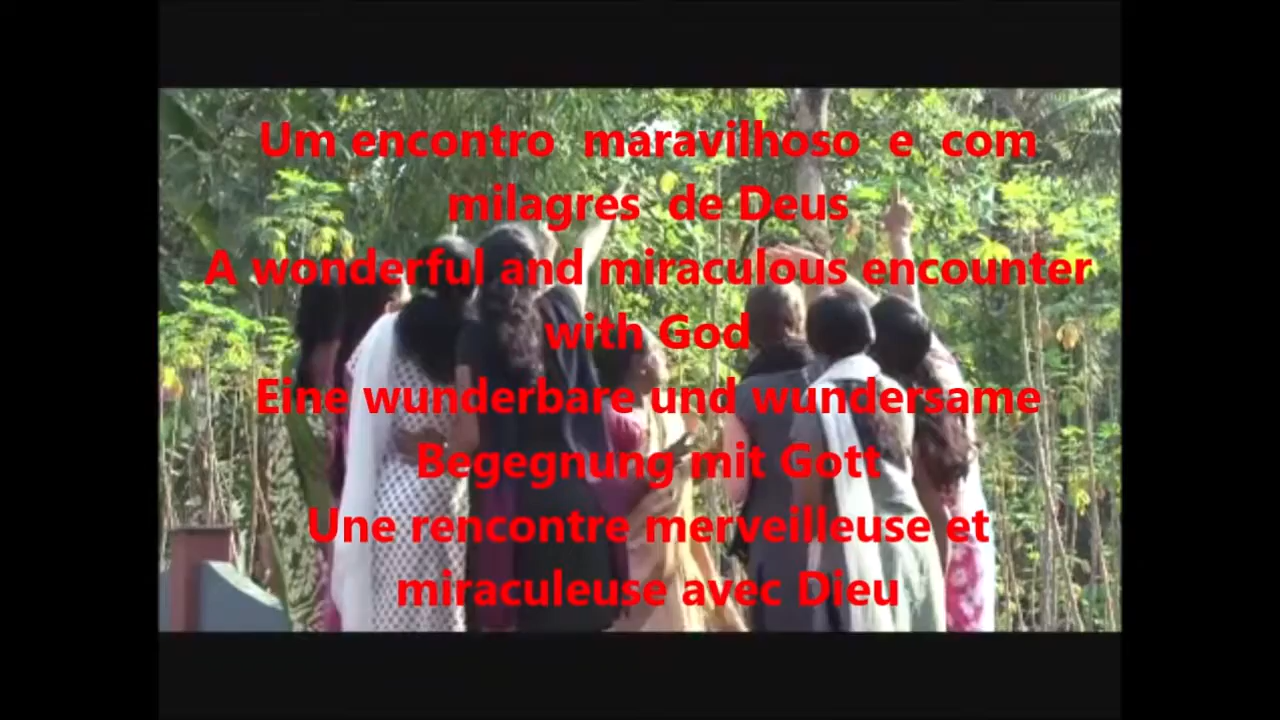 Um encontro maravilhoso e com
milagres de Deus
A wonderful and miraculous encounter
with God
Eine wunderbare und wundersame
Begegnung mit Gott
Une rencontre merveilleuse et
miraculeuse avec Dieu